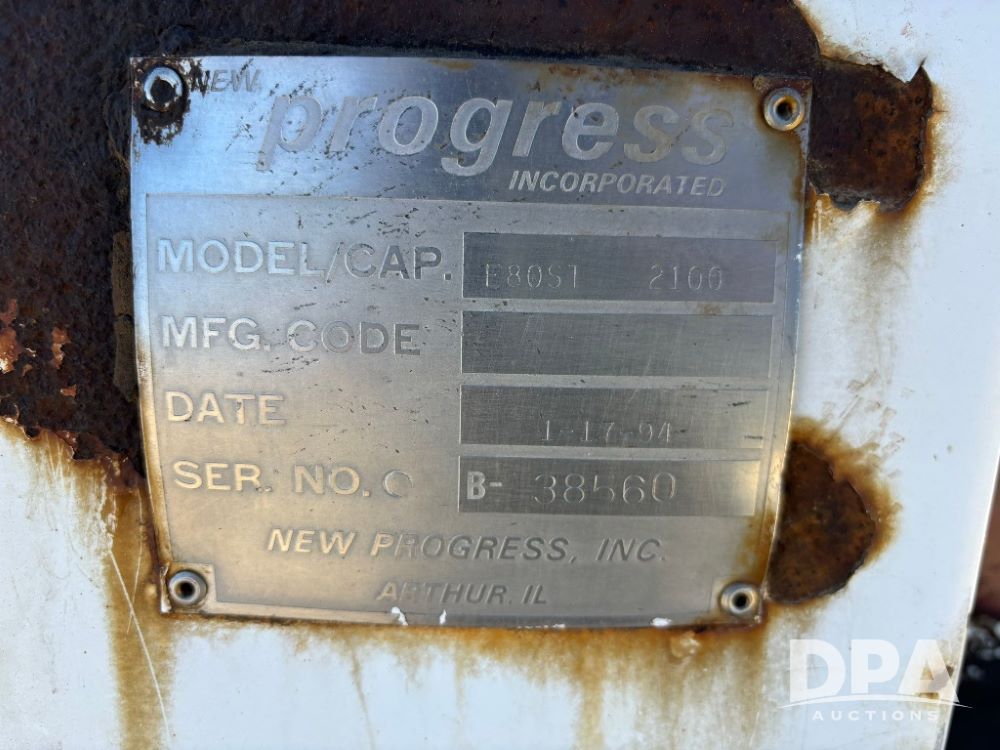 NEW
progress
INCORPORATED
MODEL/CAP. E80ST 2100
MFG. CODE
DATE 1-17-94
SER. NO. B- 38560
NEW PROGRESS, INC.
ARTHUR, IL
DPA
AUCTIONS